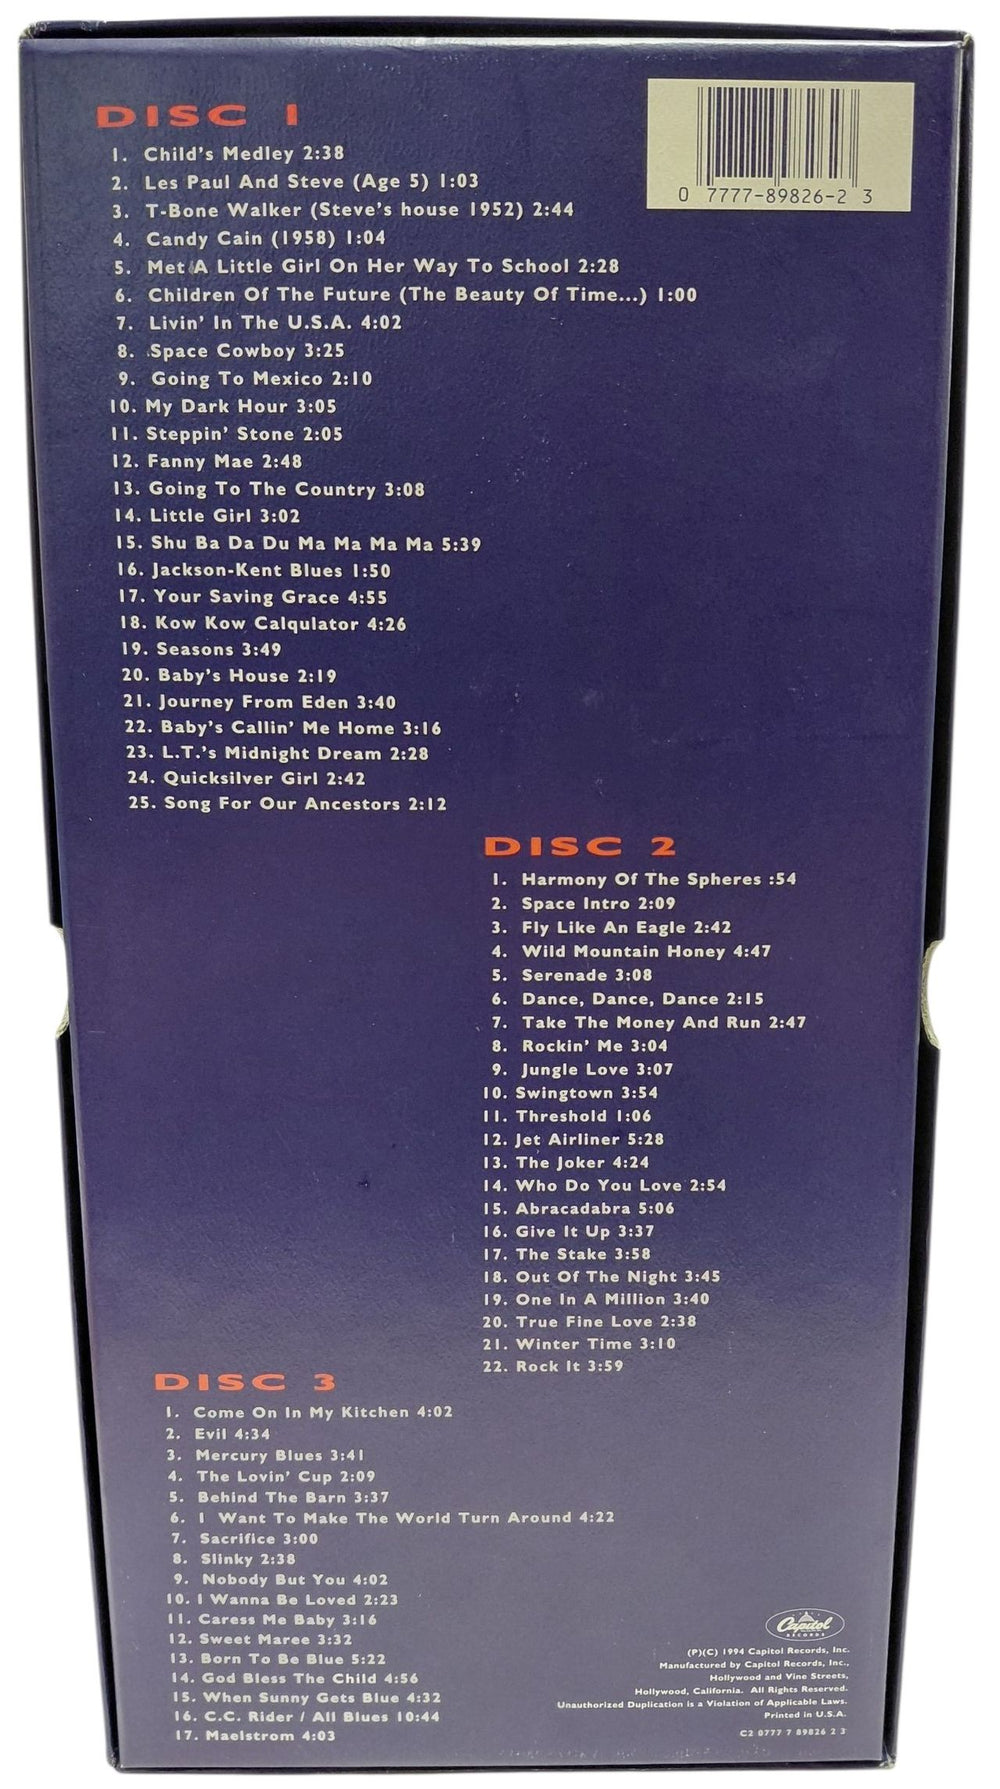 DISC 1
1. Child's Medley 2:38
2. Les Paul And Steve (Age 5) 1:03
3. T-Bone Walker (Steve's house 1952) 2:44
4. Candy Cain (1958) 1:04
5. Met A Little Girl On Her Way To School 2:28
6. Children Of The Future (The Beauty Of Time...) 1:00
7. Livin' In The U.S.A. 4:02
8. Space Cowboy 3:25
9. Going To Mexico 2:10
10. My Dark Hour 3:05
11. Steppin' Stone 2:05
12. Fanny Mae 2:48
13. Going To The Country 3:08
14. Little Girl 3:02
15. Shu Ba Da Du Ma Ma Ma Ma 5:39
16. Jackson-Kent Blues 1:50
17. Your Saving Grace 4:55
18. Kow Kow Calqulator 4:26
19. Seasons 3:49
20. Baby's House 2:19
21. Journey From Eden 3:40
22. Baby's Callin' Me Home 3:16
23. L.T.'s Midnight Dream 2:28
24. Quicksilver Girl 2:42
25. Song For Our Ancestors 2:12
0 7777-89826-2 3
DISC 2
1. Harmony Of The Spheres :54
2. Space Intro 2:09
3. Fly Like An Eagle 2:42
4. Wild Mountain Honey 4:47
5. Serenade 3:08
6. Dance, Dance, Dance 2:15
7. Take The Money And Run 2:47
8. Rockin' Me 3:04
9. Jungle Love 3:07
10. Swingtown 3:54
11. Threshold 1:06
12. Jet Airliner 5:28
13. The Joker 4:24
14. Who Do You Love 2:54
15. Abracadabra 5:06
16. Give It Up 3:37
17. The Stake 3:58
18. Out Of The Night 3:45
19. One In A Million 3:40
20. True Fine Love 2:38
21. Winter Time 3:10
22. Rock It 3:59
DISC 3
1. Come On In My Kitchen 4:02
2. Evil 4:34
3. Mercury Blues 3:41
4. The Lovin' Cup 2:09
5. Behind The Barn 3:37
6. I Want To Make The World Turn Around 4:22
7. Sacrifice 3:00
8. Slinky 2:38
9. Nobody But You 4:02
10. I Wanna Be Loved 2:23
11. Caress Me Baby 3:16
12. Sweet Maree 3:32
13. Born To Be Blue 5:22
14. God Bless The Child 4:56
15. When Sunny Gets Blue 4:32
16. C.C. Rider / All Blues 10:44
17. Maelstrom 4:03
Capitol
RECORDS
(P)(C) 1994 Capitol Records, Inc.
Manufactured by Capitol Records, Inc.,
Hollywood and Vine Streets,
Hollywood, California. All Rights Reserved.
Unauthorized Duplication is a Violation of Applicable Laws.
Printed in U.S.A.
C2 0777 7 89826 2 3